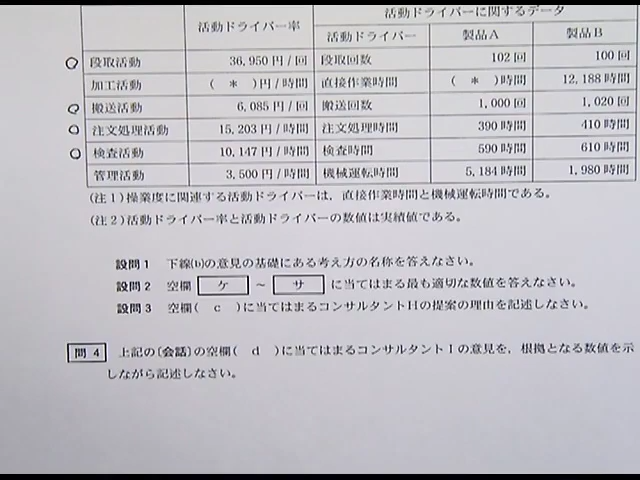 活動ドライバー率 活動ドライバーに関するデータ
活動ドライバー 製品A 製品B
段取活動 36,950円/回 段取回数 102回 100回
加工活動 ( * )円/時間 直接作業時間 ( * )時間 12,188時間
搬送活動 6,085円/回 搬送回数 1,000回 1,020回
注文処理活動 15,203円/時間 注文処理時間 390時間 410時間
検査活動 10,147円/時間 検査時間 590時間 610時間
管理活動 3,500円/時間 機械運転時間 5,184時間 1,980時間
(注1)操業度に関連する活動ドライバーは,直接作業時間と機械運転時間である。
(注2)活動ドライバー率と活動ドライバーの数値は実績値である。
設問1 下線(b)の意見の基礎にある考え方の名称を答えなさい。
設問2 空欄 ケ ~ サ に当てはまる最も適切な数値を答えなさい。
設問3 空欄( c )に当てはまるコンサルタントHの提案の理由を記述しなさい。
問4 上記の〔会話〕の空欄( d )に当てはまるコンサルタントIの意見を,根拠となる数値を示
しながら記述しなさい。